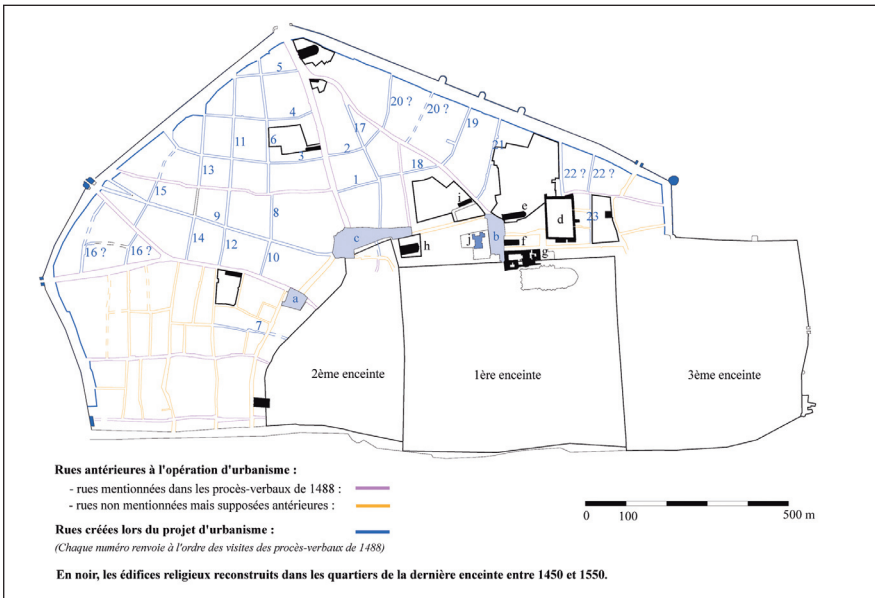 5
20 ?
20 ?
4
17
19
11
6
3
2
21
13
1
18
22 ?
22 ?
15
i
9
8
e
d
23
c
h
j
b
f
g
16 ?
16 ?
14
12
10
a
7
2ème enceinte
1ère enceinte
3ème enceinte
Rues antérieures à l'opération d'urbanisme :
- rues mentionnées dans les procès-verbaux de 1488 :
- rues non mentionnées mais supposées antérieures :
Rues créées lors du projet d'urbanisme :
(Chaque numéro renvoie à l'ordre des visites des procès-verbaux de 1488)
0 100 500 m
En noir, les édifices religieux reconstruits dans les quartiers de la dernière enceinte entre 1450 et 1550.